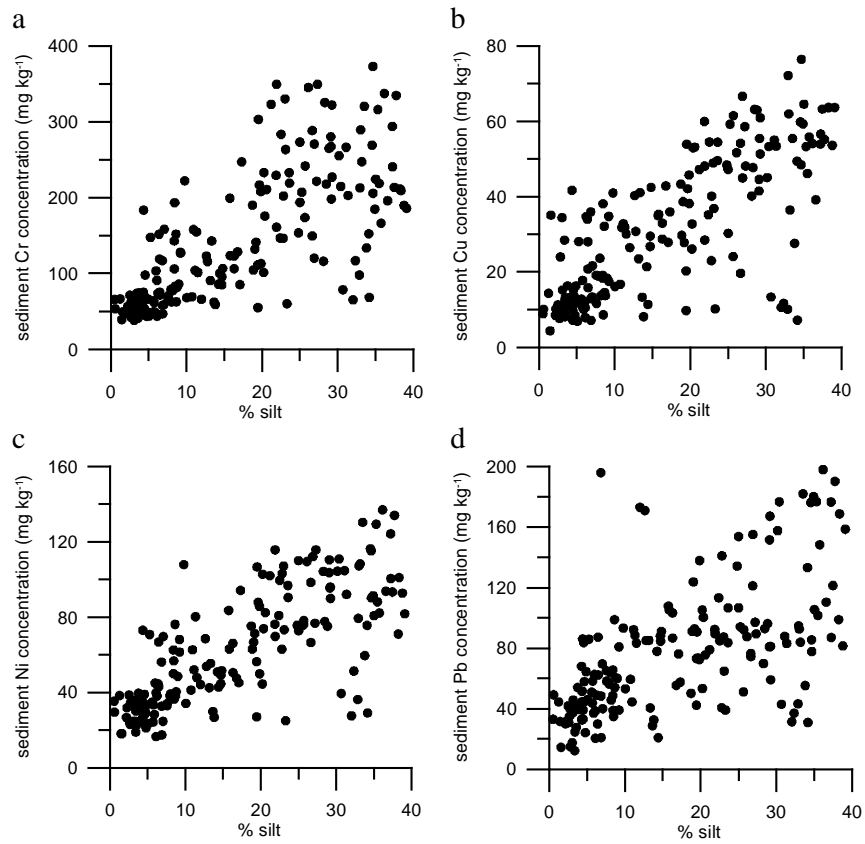 a
sediment Cr concentration (mg kg-1)
400
300
200
100
0
0 10 20 30 40
% silt
b
sediment Cu concentration (mg kg-1)
80
60
40
20
0
0 10 20 30 40
% silt
c
sediment Ni concentration (mg kg-1)
160
120
80
40
0
0 10 20 30 40
% silt
d
sediment Pb concentration (mg kg-1)
200
160
120
80
40
0
0 10 20 30 40
% silt